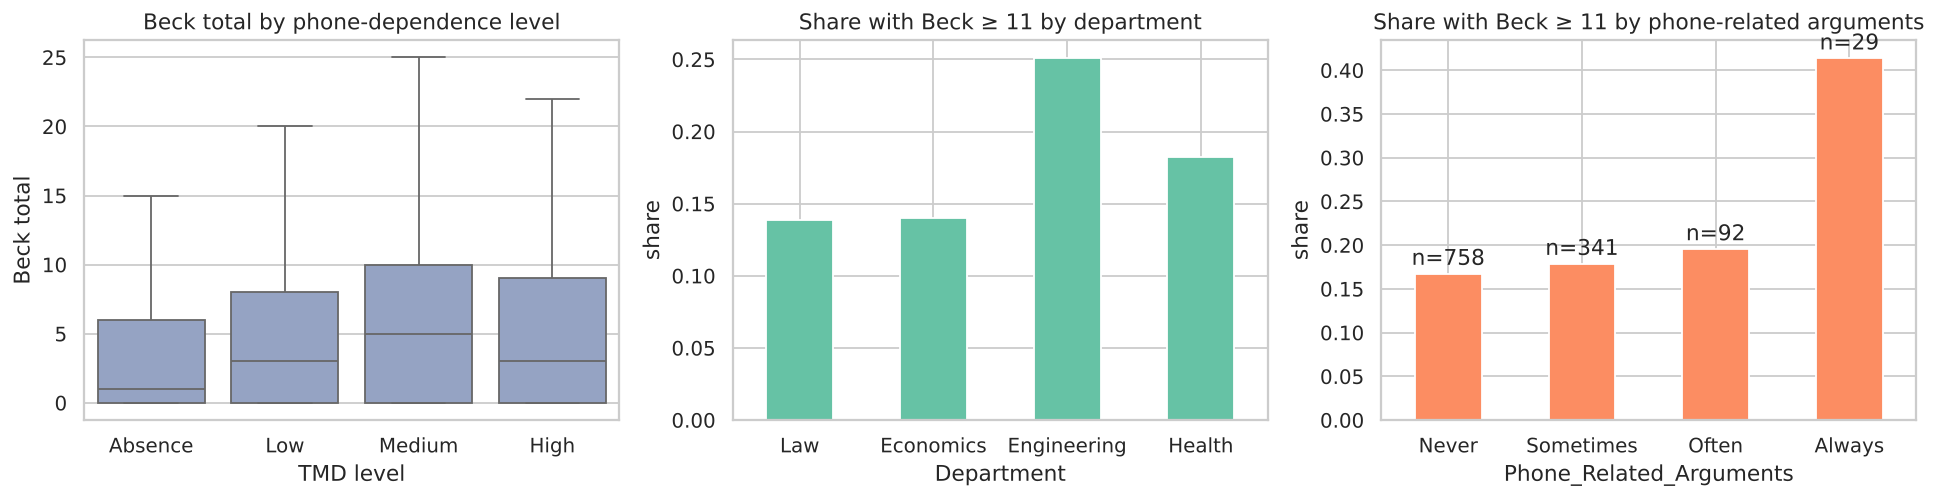 Beck total by phone-dependence level
Beck total
25
20
15
10
5
0
Absence Low Medium High
TMD level
Share with Beck ≥ 11 by department
share
0.25
0.20
0.15
0.10
0.05
0.00
Law Economics Engineering Health
Department
Share with Beck ≥ 11 by phone-related arguments
share
0.40
0.35
0.30
0.25
0.20
0.15
0.10
0.05
0.00
n=758
n=341
n=92
n=29
Never Sometimes Often Always
Phone_Related_Arguments